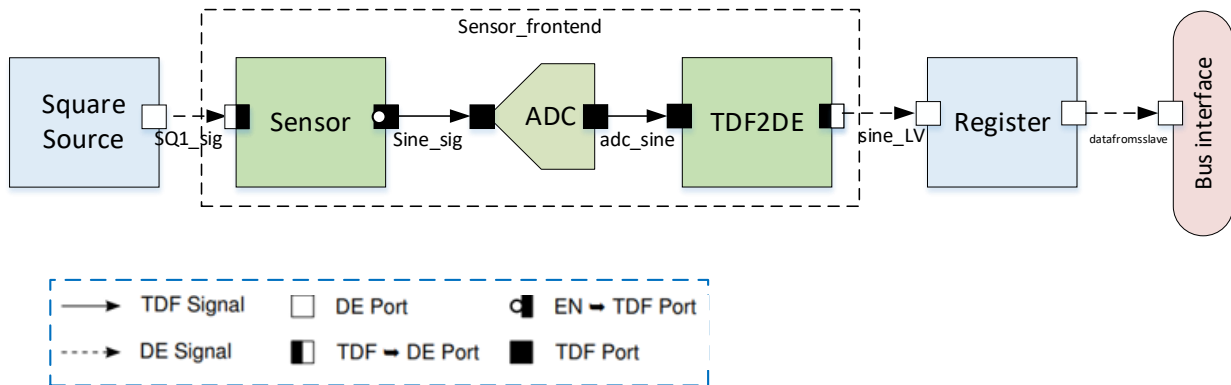 Sensor_frontend
Square
Source
SQ1_sig
Sensor
Sine_sig
ADC
adc_sine
TDF2DE
sine_LV
Register
datafromsslave
Bus interface
TDF Signal
DE Port
EN ➡ TDF Port
DE Signal
TDF ➡ DE Port
TDF Port